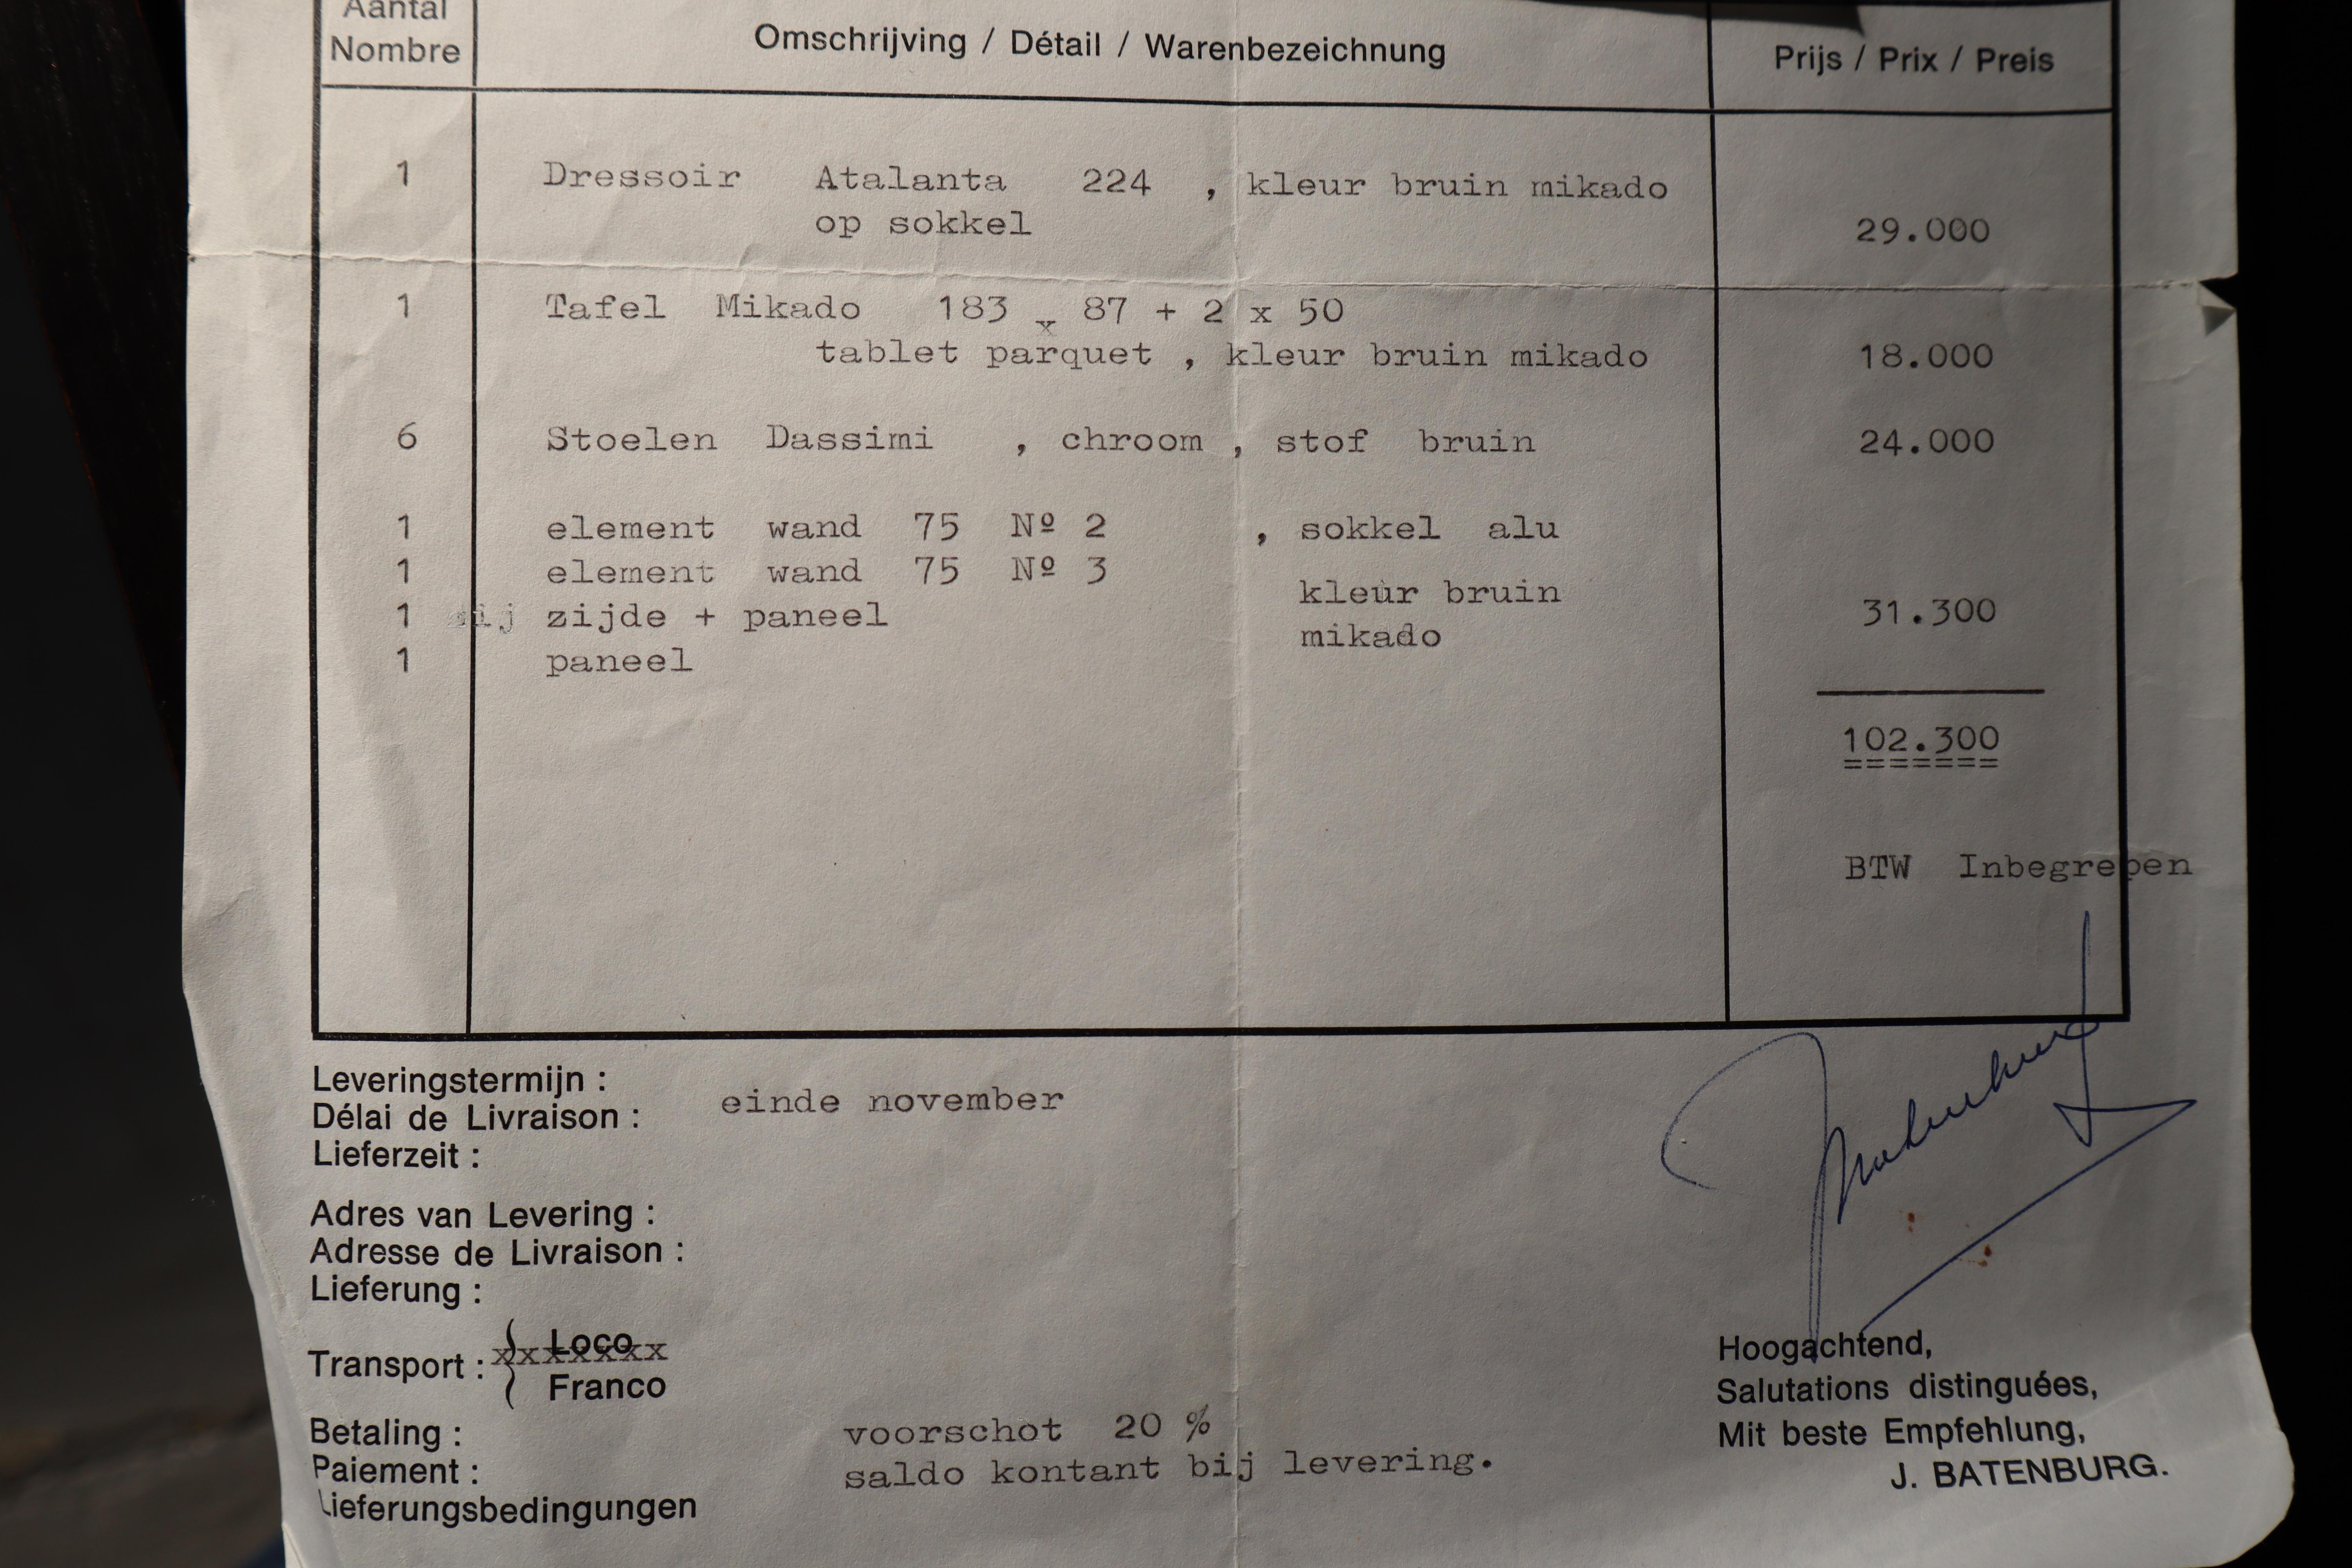 Aantal
Nombre
Omschrijving / Détail / Warenbezeichnung
Prijs / Prix / Preis
1 Dressoir Atalanta 224 , kleur bruin mikado
op sokkel 29.000
1 Tafel Mikado 183 x 87 + 2 x 50
tablet parquet , kleur bruin mikado 18.000
6 Stoelen Dassimi , chroom , stof bruin 24.000
1 element wand 75 Nº 2 , sokkel alu
1 element wand 75 Nº 3
kleur bruin
1 zijde + paneel 31.300
mikado
1 paneel
102.300
=======
BTW Inbegrepen
Leveringstermijn :
Délai de Livraison : einde november
Lieferzeit :
Adres van Levering :
Adresse de Livraison :
Lieferung :
Transport : Loco
xxxxxxx
Franco
Betaling : voorschot 20 %
Paiement : saldo kontant bij levering.
Lieferungsbedingungen
Hoogachtend,
Salutations distinguées,
Mit beste Empfehlung,
J. BATENBURG.